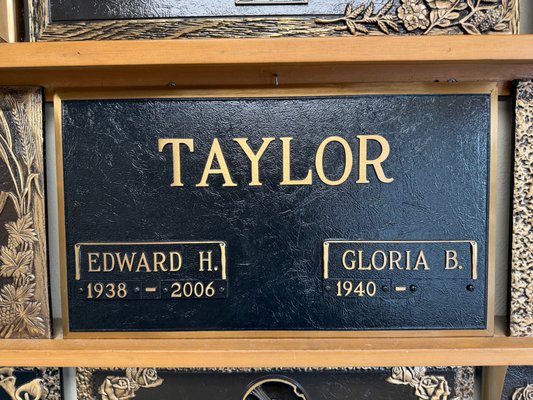 TAYLOR
EDWARD H. GLORIA B.
1938 - 2006 1940 -